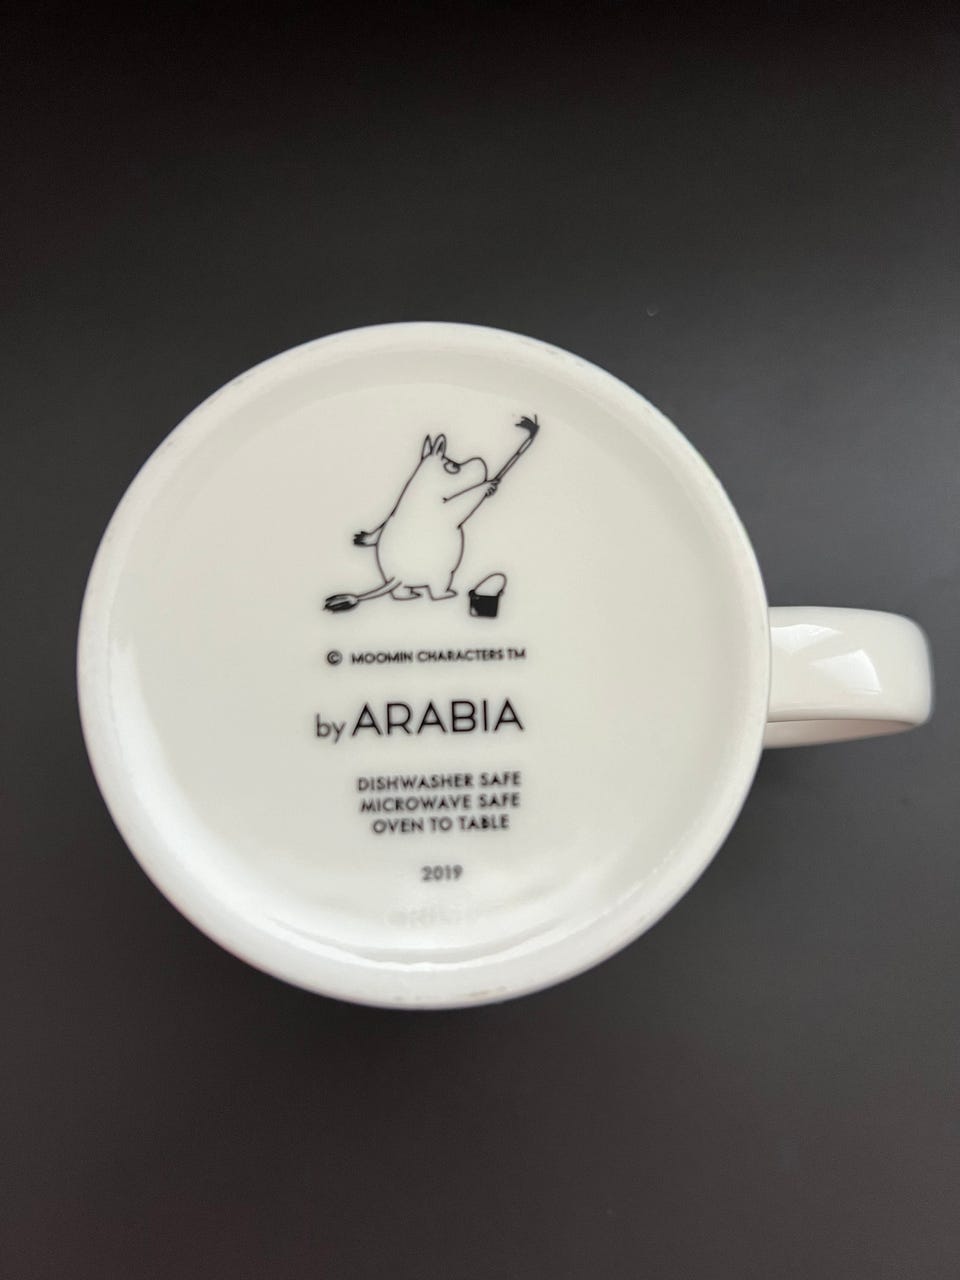 © MOOMIN CHARACTERS TM
by ARABIA
DISHWASHER SAFE
MICROWAVE SAFE
OVEN TO TABLE
2019